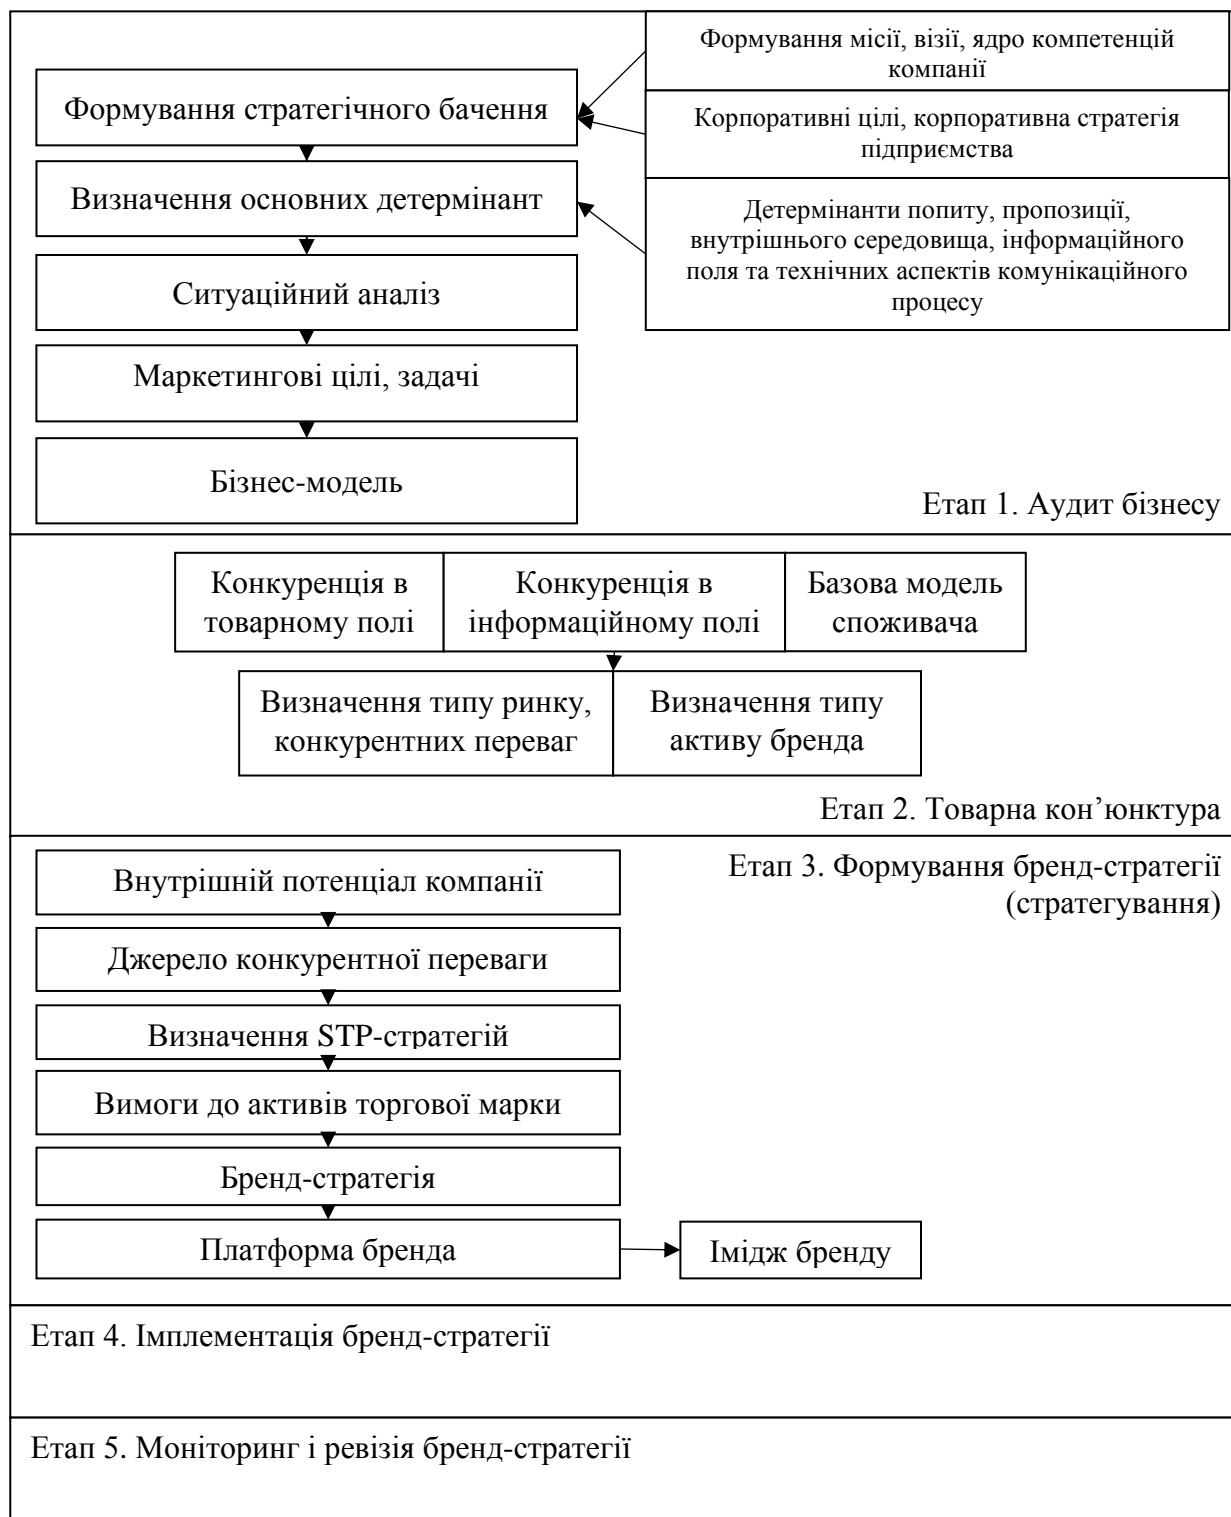 Формування місії, візії, ядро компетенцій
компанії
Формування стратегічного бачення
Корпоративні цілі, корпоративна стратегія
підприємства
Визначення основних детермінант
Детермінанти попиту, пропозиції,
внутрішнього середовища, інформаційного
поля та технічних аспектів комунікаційного
процесу
Ситуаційний аналіз
Маркетингові цілі, задачі
Бізнес-модель
Етап 1. Аудит бізнесу
Конкуренція в
товарному полі
Конкуренція в
інформаційному полі
Базова модель
споживача
Визначення типу ринку,
конкурентних переваг
Визначення типу
активу бренда
Етап 2. Товарна кон’юнктура
Етап 3. Формування бренд-стратегії
(стратегування)
Внутрішній потенціал компанії
Джерело конкурентної переваги
Визначення STP-стратегій
Вимоги до активів торгової марки
Бренд-стратегія
Платформа бренда
Імідж бренду
Етап 4. Імплементація бренд-стратегії
Етап 5. Моніторинг і ревізія бренд-стратегії